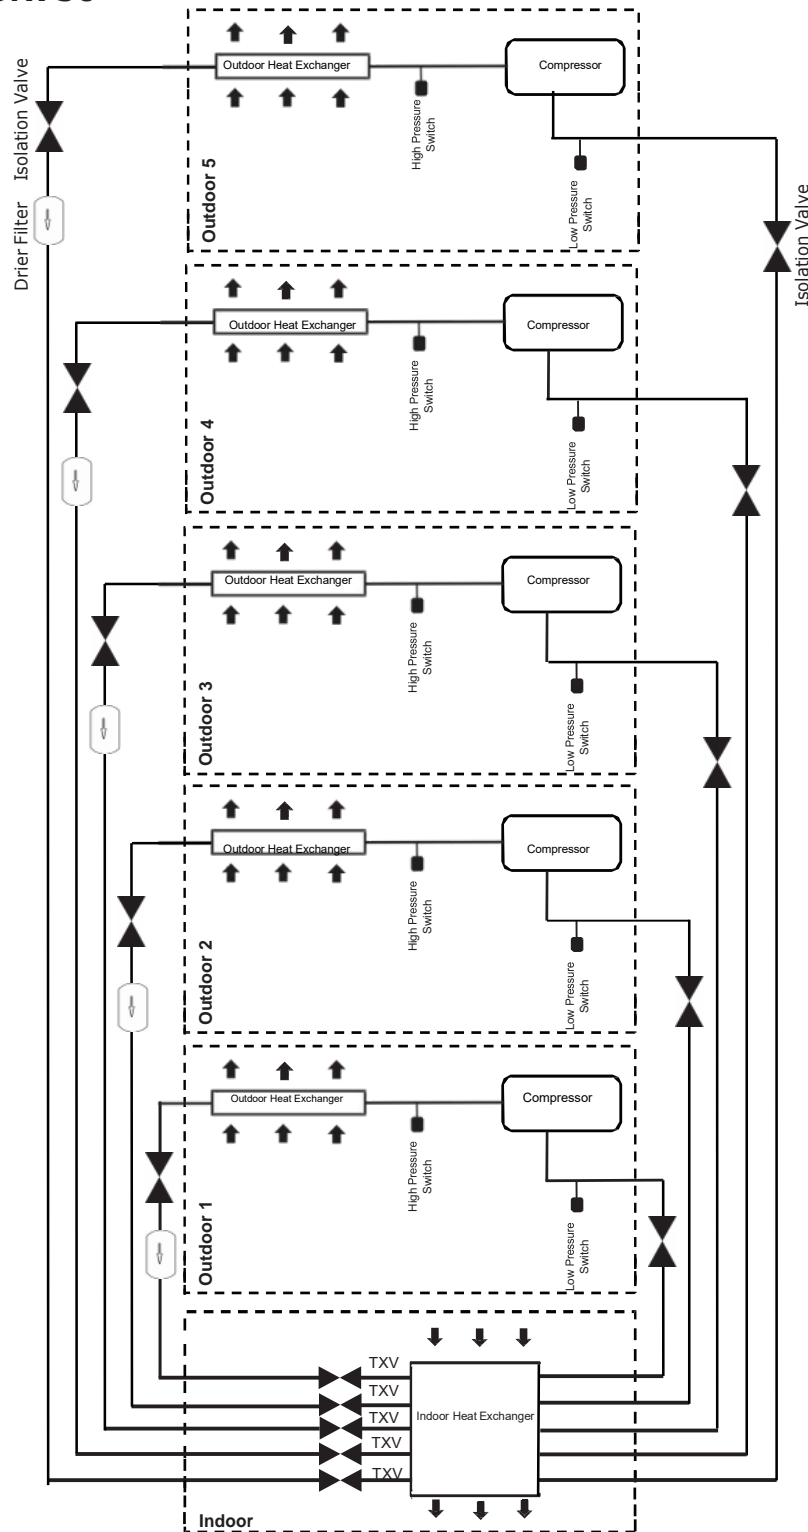 Outdoor Heat Exchanger
Compressor
Isolation Valve
High Pressure
Switch
Drier Filter
Outdoor 5
Low Pressure
Switch
Isolation Valve
Outdoor Heat Exchanger
Compressor
High Pressure
Switch
Outdoor 4
Low Pressure
Switch
Outdoor Heat Exchanger
Compressor
High Pressure
Switch
Outdoor 3
Low Pressure
Switch
Outdoor Heat Exchanger
Compressor
High Pressure
Switch
Outdoor 2
Low Pressure
Switch
Outdoor Heat Exchanger
Compressor
High Pressure
Switch
Outdoor 1
Low Pressure
Switch
TXV
TXV
Indoor Heat Exchanger
TXV
TXV
TXV
Indoor